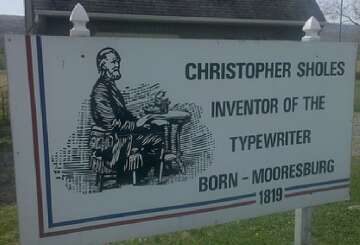 CHRISTOPHER SHOLES
INVENTOR OF THE
TYPEWRITER
BORN - MOORESBURG
1819